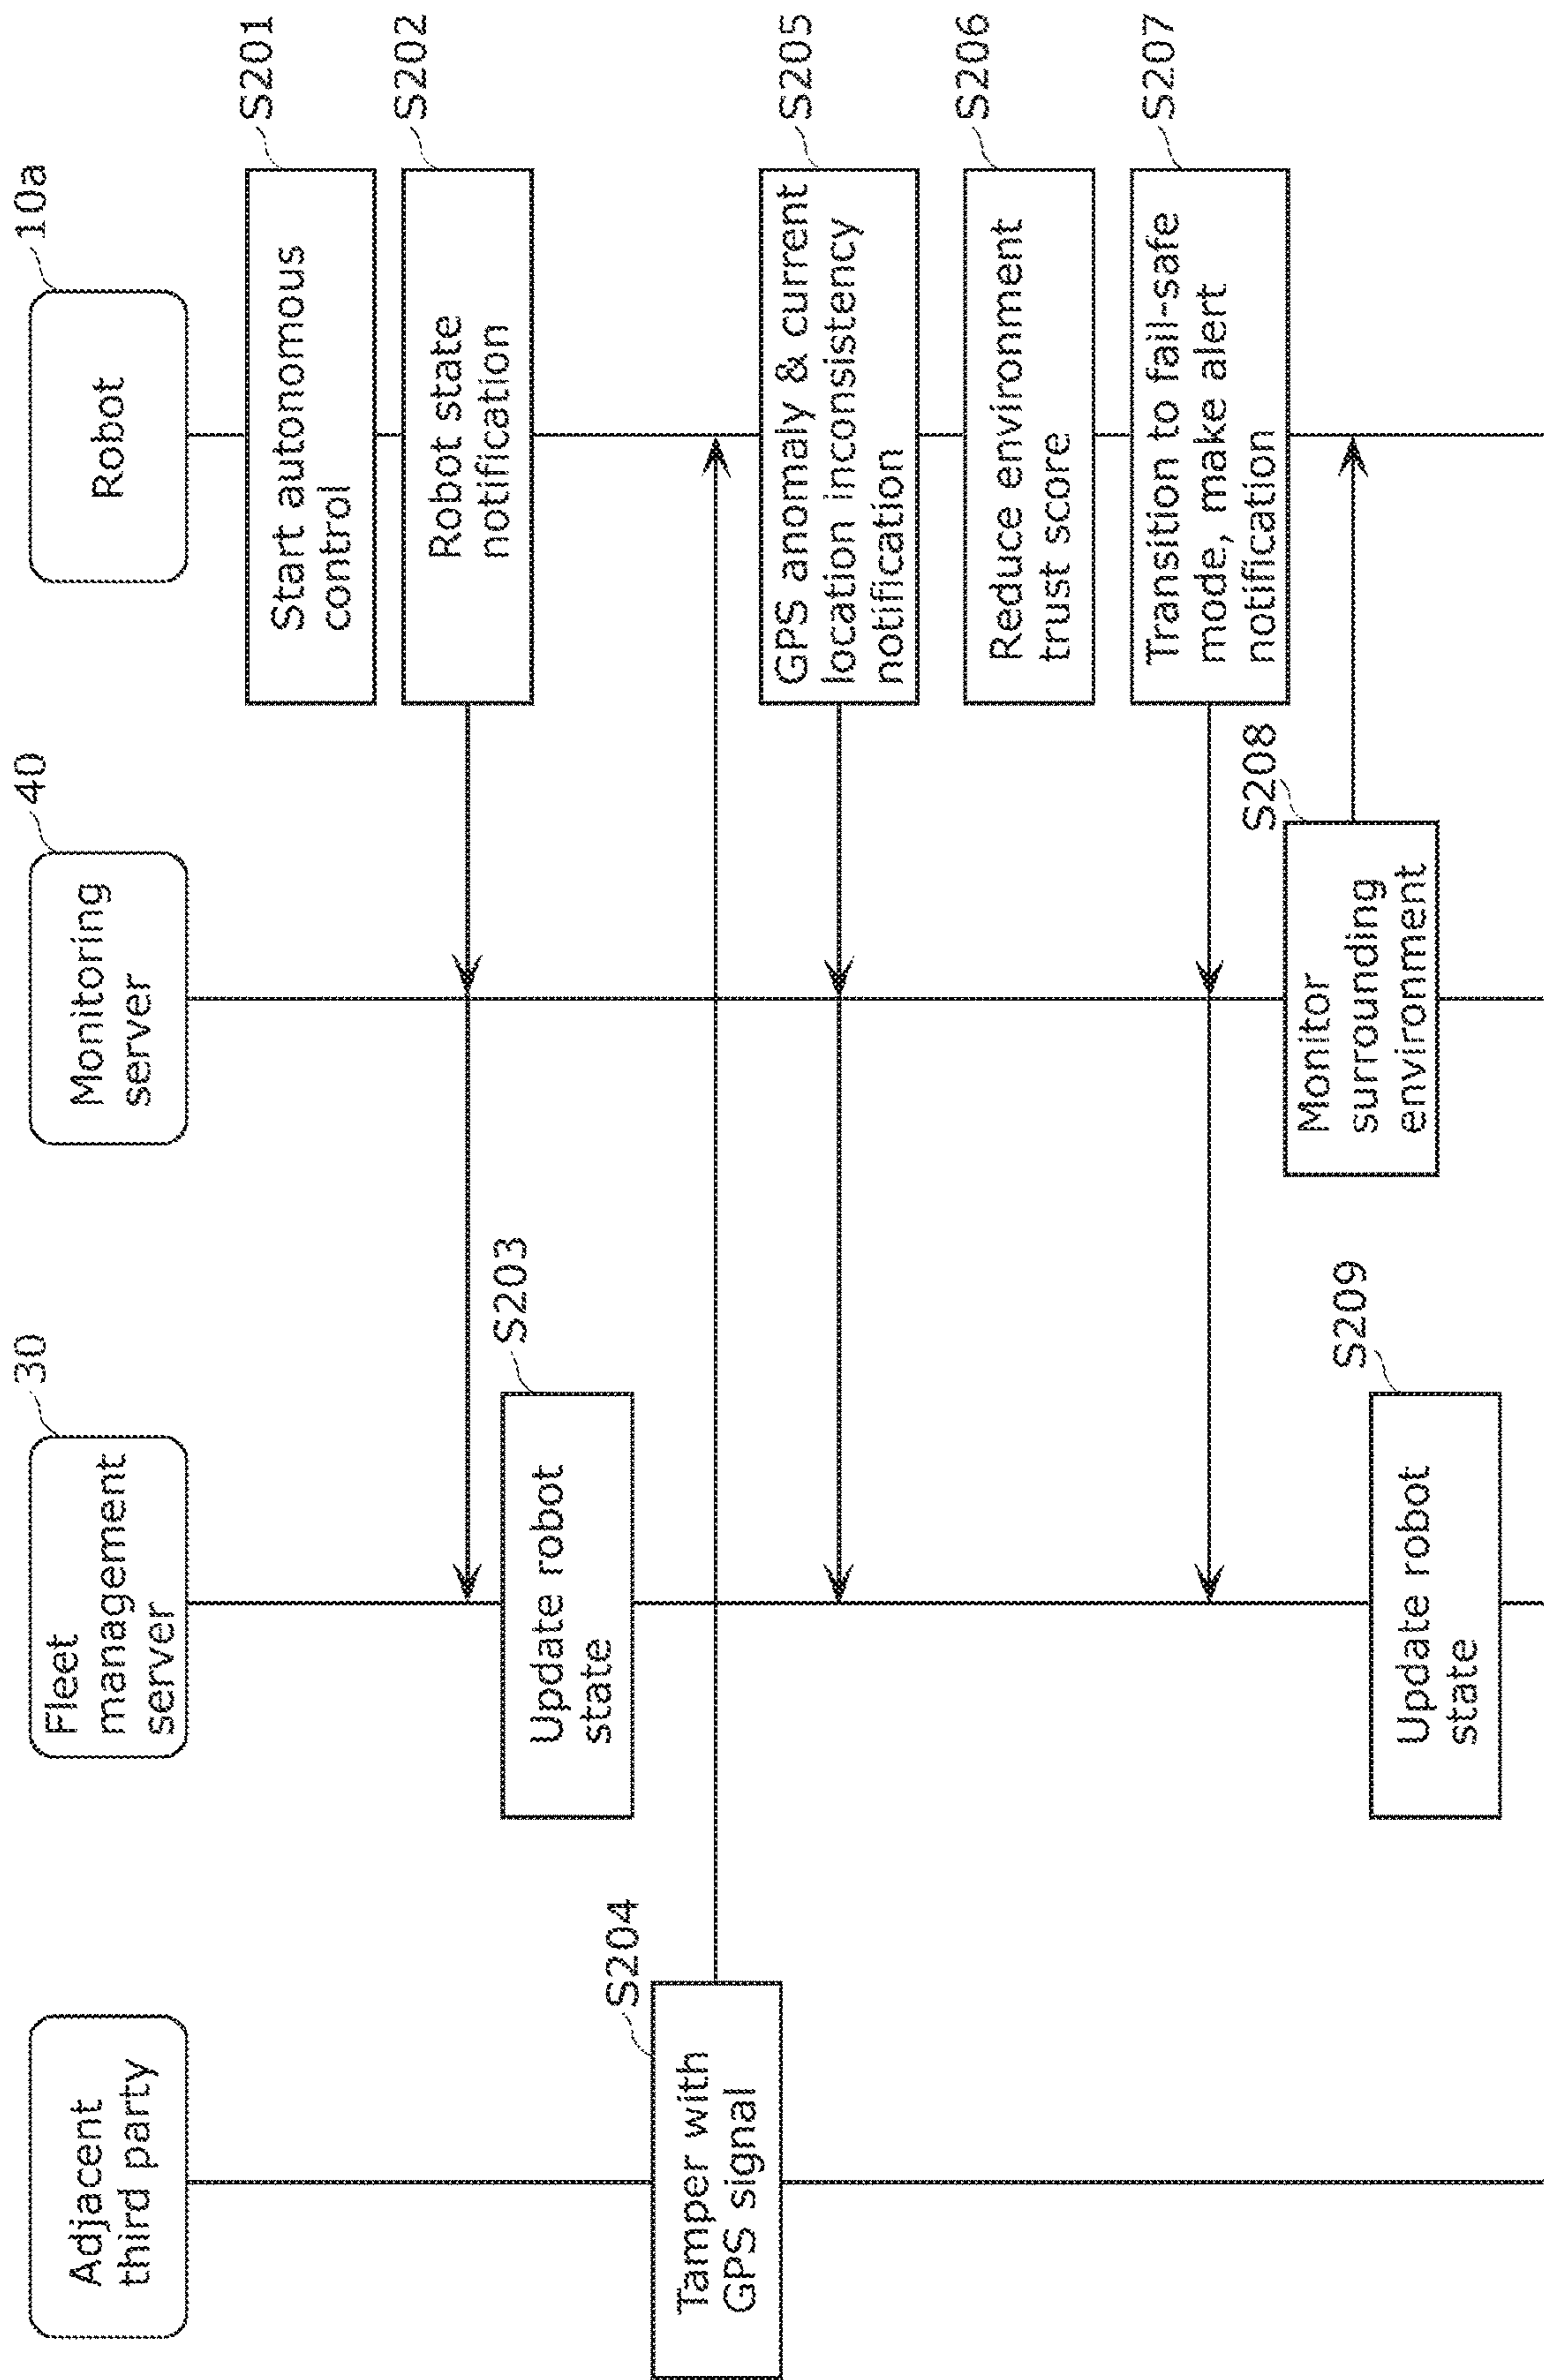 Adjacent
third party
Fleet
management
server
30
Monitoring
server
40
Robot
10a
Start autonomous
control
S201
Robot state
notification
S202
Update robot
state
S203
Tamper with
GPS signal
S204
GPS anomaly & current
location inconsistency
notification
S205
Reduce environment
trust score
S206
Transition to fail-safe
mode, make alert
notification
S207
Monitor
surrounding
environment
S208
Update robot
state
S209